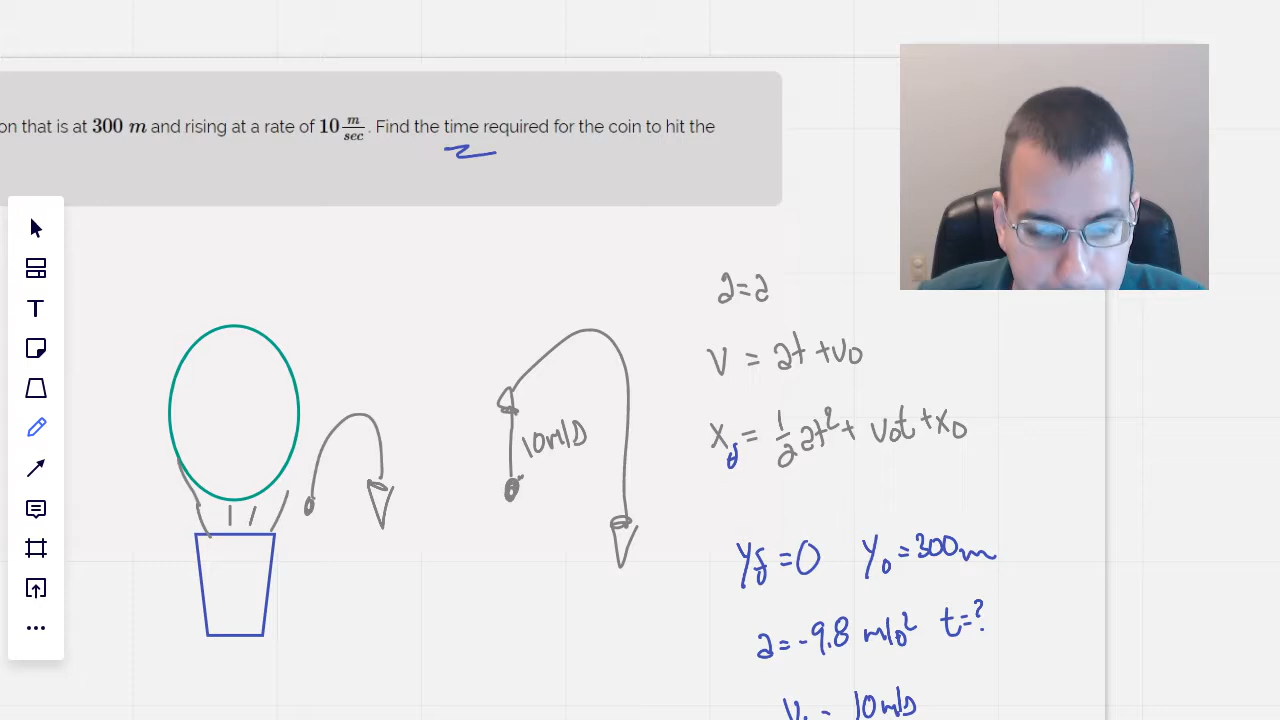 on that is at 300 m and rising at a rate of 10 m/sec. Find the time required for the coin to hit the
a=a
v = at +v0
10m/s
xf = 1/2 at² + v0t +x0
yf =0 y0 =300m
a=-9.8 m/s² t=?
v0 = 10m/s
T